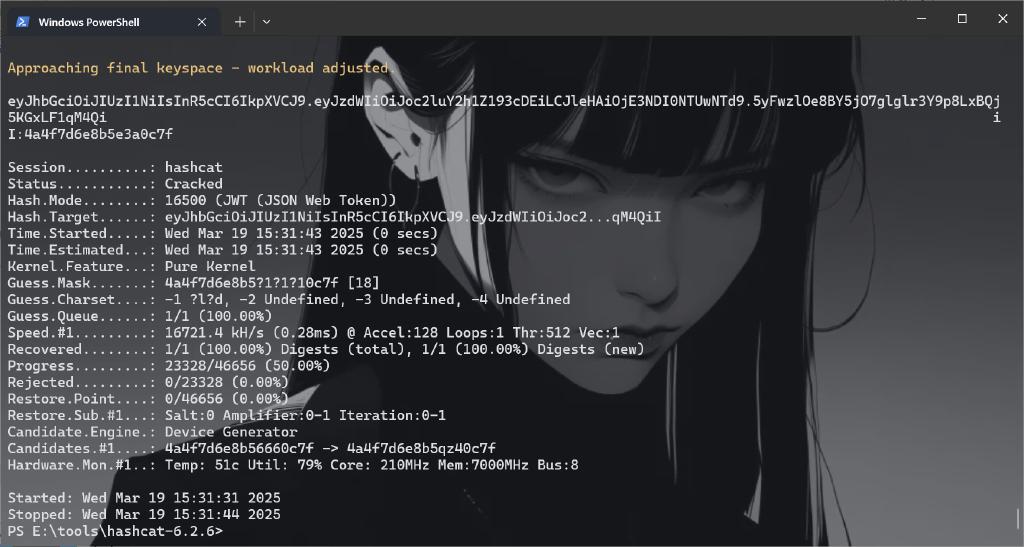 Windows PowerShell
Approaching final keyspace - workload adjusted.
eyJhbGciOiJIUzI1NiIsInR5cCI6IkpXVCJ9.eyJzdWIiOiJoc2luY2h1Z193cDEiLCJleHAiOjE3NDI0NTUwNTd9.5yFwzlOe8BY5jO7glglr3Y9p8LxBQj
5KGxLF1qM4Qi i
I:4a4f7d6e8b5e3a0c7f
Session..........: hashcat
Status...........: Cracked
Hash.Mode........: 16500 (JWT (JSON Web Token))
Hash.Target......: eyJhbGciOiJIUzI1NiIsInR5cCI6IkpXVCJ9.eyJzdWIiOiJoc2...qM4QiI
Time.Started.....: Wed Mar 19 15:31:43 2025 (0 secs)
Time.Estimated...: Wed Mar 19 15:31:43 2025 (0 secs)
Kernel.Feature...: Pure Kernel
Guess.Mask.......: 4a4f7d6e8b5?1?1?10c7f [18]
Guess.Charset....: -1 ?l?d, -2 Undefined, -3 Undefined, -4 Undefined
Guess.Queue......: 1/1 (100.00%)
Speed.#1.........: 16721.4 kH/s (0.28ms) @ Accel:128 Loops:1 Thr:512 Vec:1
Recovered........: 1/1 (100.00%) Digests (total), 1/1 (100.00%) Digests (new)
Progress.........: 23328/46656 (50.00%)
Rejected.........: 0/23328 (0.00%)
Restore.Point....: 0/46656 (0.00%)
Restore.Sub.#1...: Salt:0 Amplifier:0-1 Iteration:0-1
Candidate.Engine.: Device Generator
Candidates.#1....: 4a4f7d6e8b56660c7f -> 4a4f7d6e8b5qz40c7f
Hardware.Mon.#1..: Temp: 51c Util: 79% Core: 210MHz Mem:7000MHz Bus:8
Started: Wed Mar 19 15:31:31 2025
Stopped: Wed Mar 19 15:31:44 2025
PS E:\tools\hashcat-6.2.6>